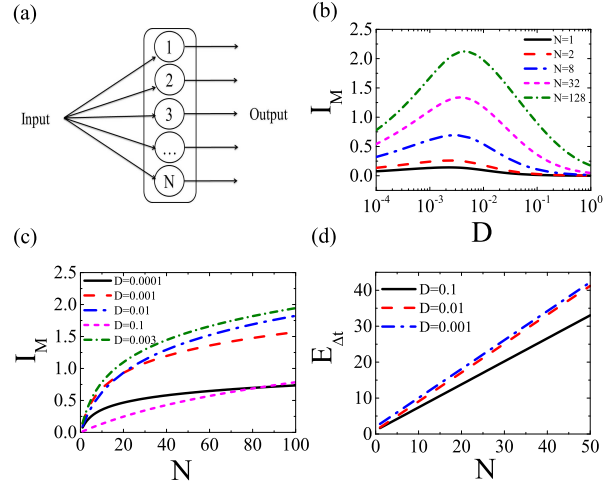 (a)
Input
1
2
3
...
N
Output
(b)
I_M
2.5
2.0
1.5
1.0
0.5
0.0
N=1
N=2
N=8
N=32
N=128
10^-4 10^-3 10^-2 10^-1 10^0
D
(c)
I_M
2.5
2.0
1.5
1.0
0.5
0.0
D=0.0001
D=0.001
D=0.01
D=0.1
D=0.003
0 20 40 60 80 100
N
(d)
E_Δt
40
30
20
10
0
D=0.1
D=0.01
D=0.001
0 10 20 30 40 50
N